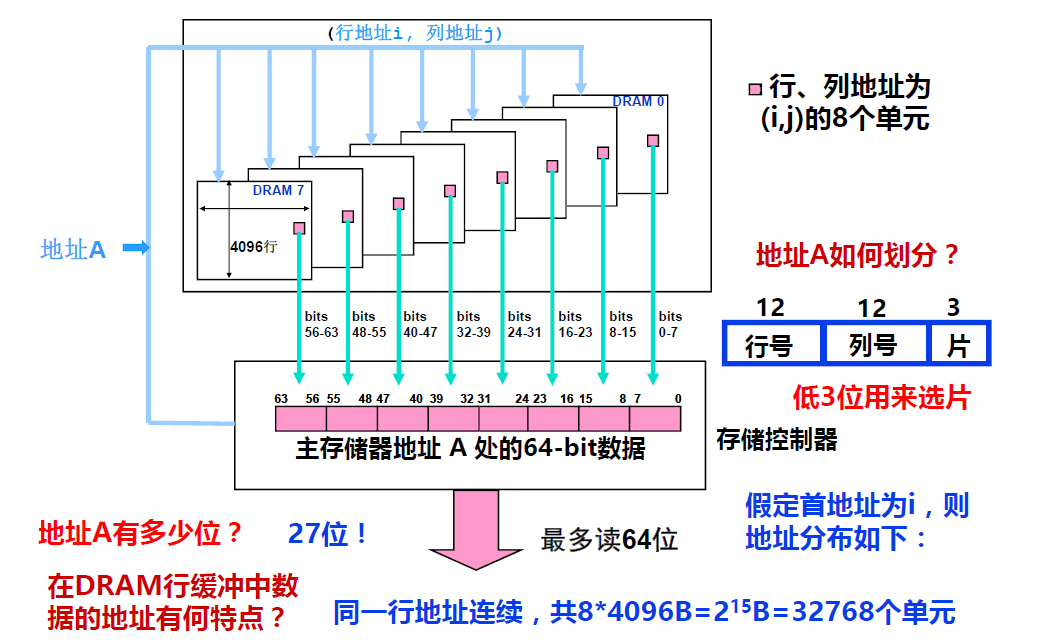 (行地址i, 列地址j)
DRAM 0
DRAM 7
4096行
行、列地址为
(i,j)的8个单元
地址A
地址A如何划分？
12 12 3
行号 列号 片
低3位用来选片
bits
56-63
bits
48-55
bits
40-47
bits
32-39
bits
24-31
bits
16-23
bits
8-15
bits
0-7
63 56 55 48 47 40 39 32 31 24 23 16 15 8 7 0
主存储器地址 A 处的64-bit数据
存储控制器
假定首地址为i，则
地址分布如下：
地址A有多少位？
27位！
最多读64位
在DRAM行缓冲中数
据的地址有何特点？
同一行地址连续，共8*4096B=2¹⁵B=32768个单元